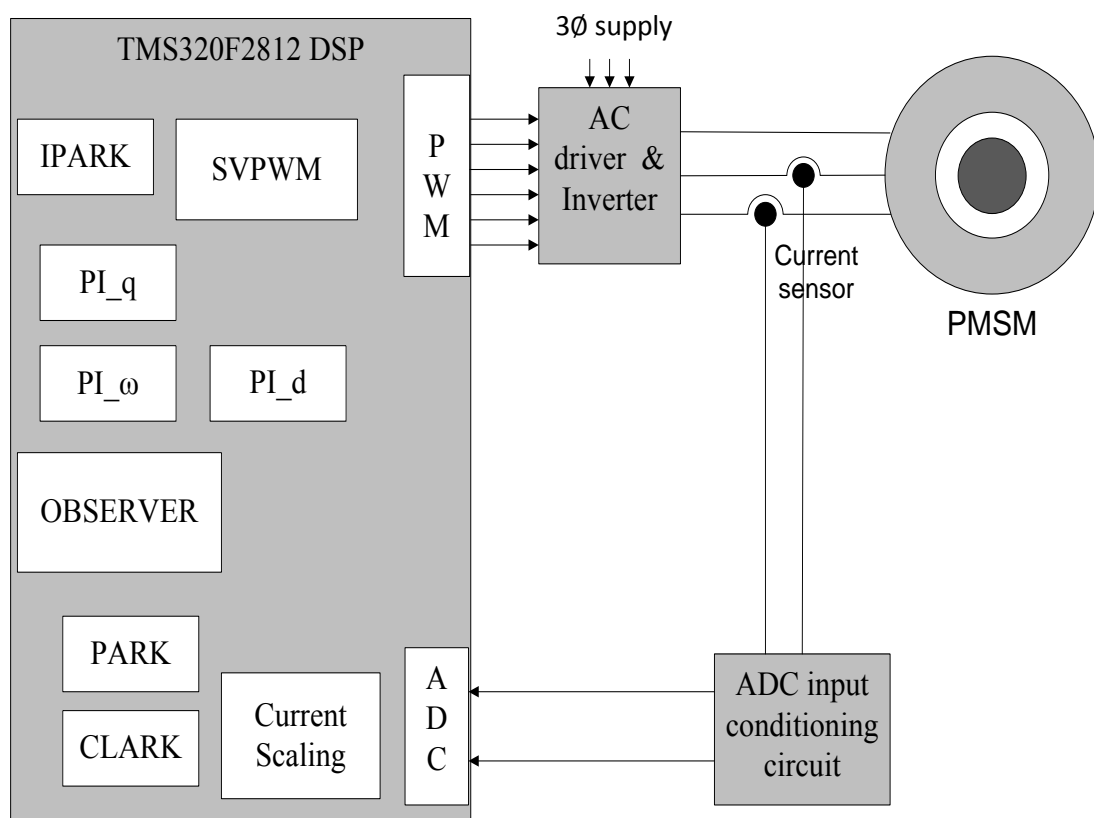 TMS320F2812 DSP
3Ø supply
IPARK
SVPWM
P
W
M
AC
driver &
Inverter
PI_q
Current
sensor
PMSM
PI_ω
PI_d
OBSERVER
PARK
CLARK
Current
Scaling
A
D
C
ADC input
conditioning
circuit